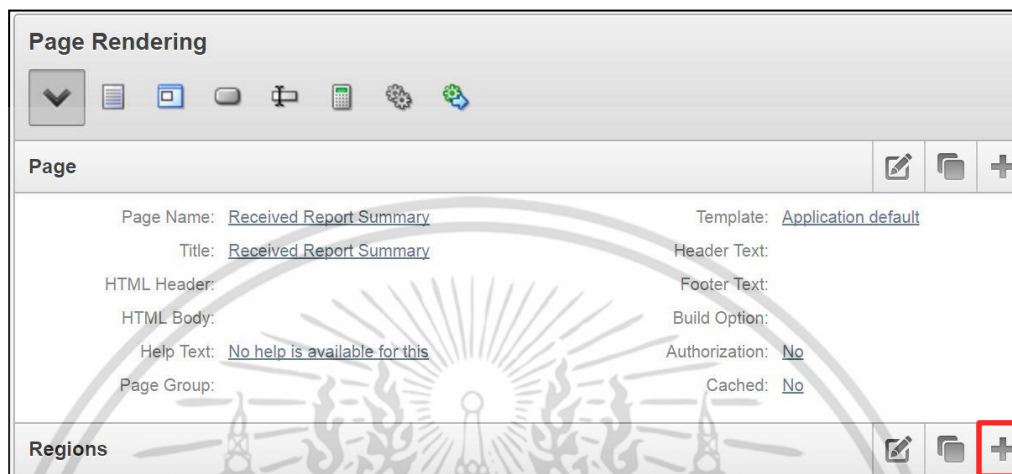 Page Rendering
Page
Page Name: Received Report Summary
Title: Received Report Summary
HTML Header:
HTML Body:
Help Text: No help is available for this
Page Group:
Template: Application default
Header Text:
Footer Text:
Build Option:
Authorization: No
Cached: No
Regions